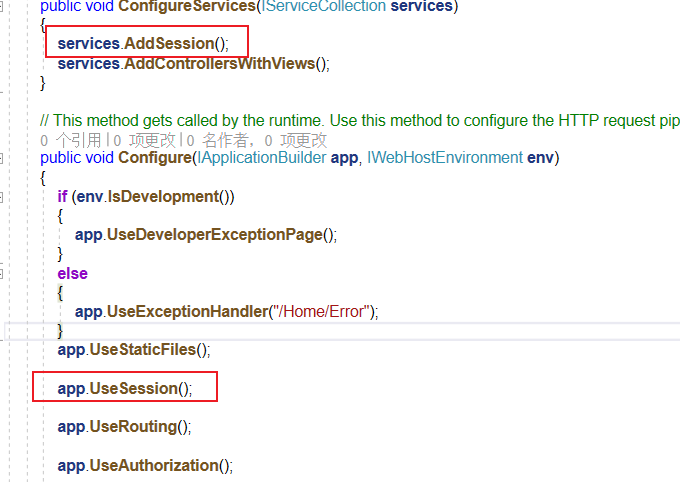 public void ConfigureServices(IServiceCollection services)
{
services.AddSession();
services.AddControllersWithViews();
}
// This method gets called by the runtime. Use this method to configure the HTTP request pip
0 个引用 | 0 项更改 | 0 名作者，0 项更改
public void Configure(IApplicationBuilder app, IWebHostEnvironment env)
{
if (env.IsDevelopment())
{
app.UseDeveloperExceptionPage();
}
else
{
app.UseExceptionHandler("/Home/Error");
}
app.UseStaticFiles();
app.UseSession();
app.UseRouting();
app.UseAuthorization();